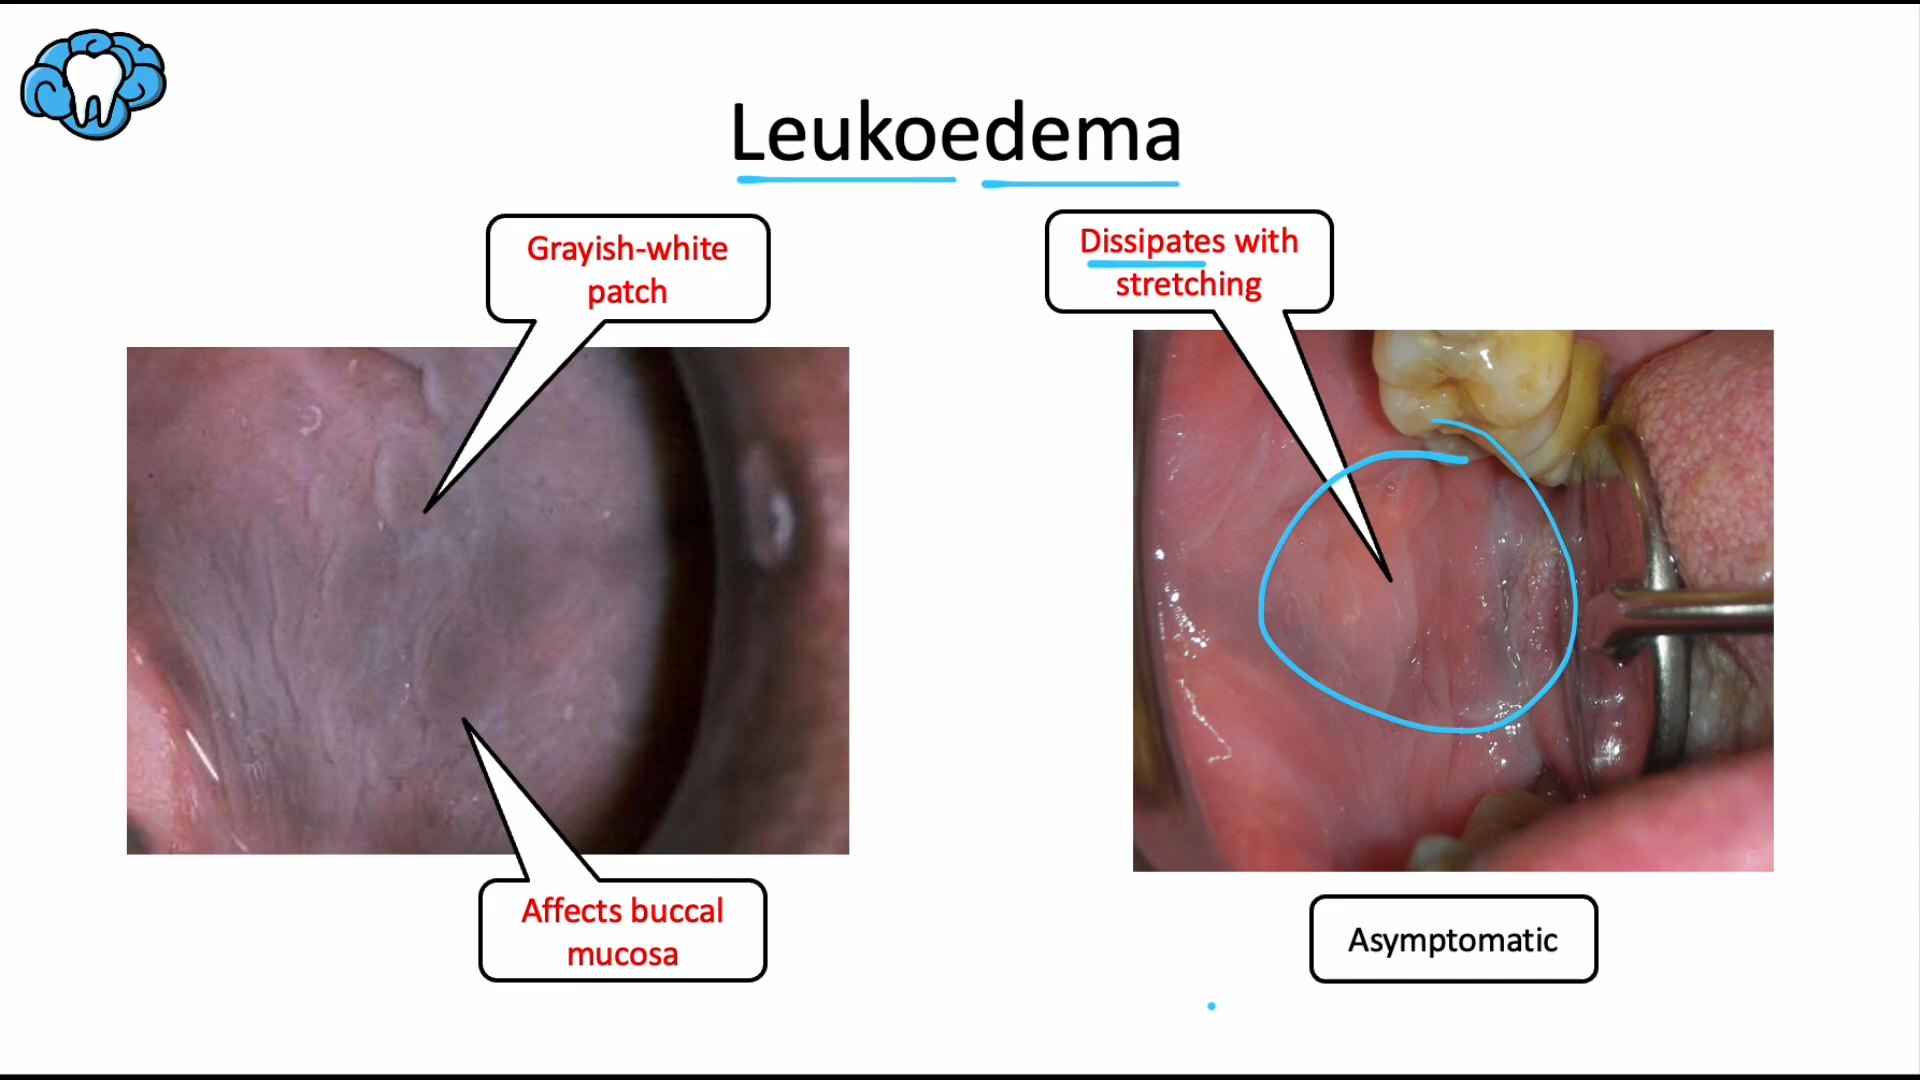 Leukoedema
Grayish-white
patch
Dissipates with
stretching
Affects buccal
mucosa
Asymptomatic